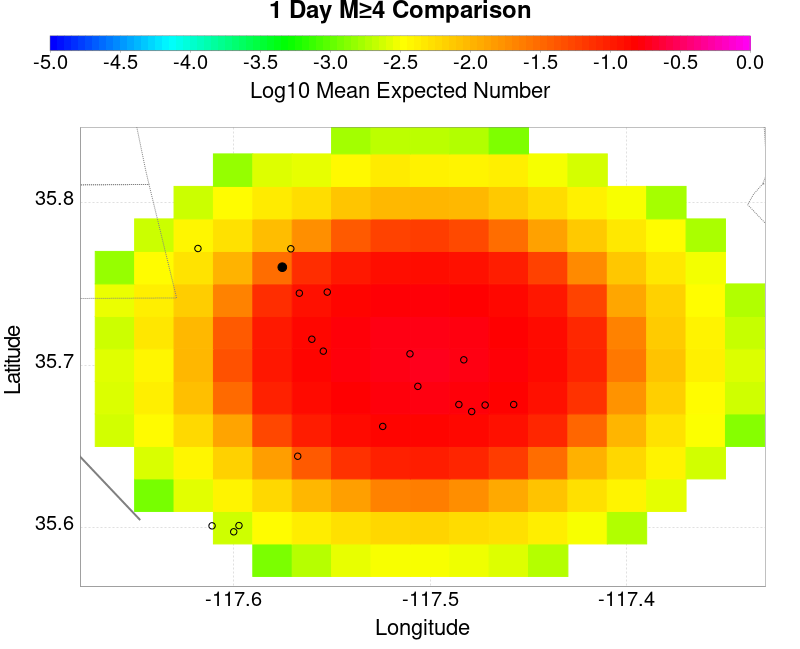 1 Day M≥4 Comparison
-5.0 -4.5 -4.0 -3.5 -3.0 -2.5 -2.0 -1.5 -1.0 -0.5 0.0
Log10 Mean Expected Number
35.8
35.7
35.6
Latitude
-117.6 -117.5 -117.4
Longitude